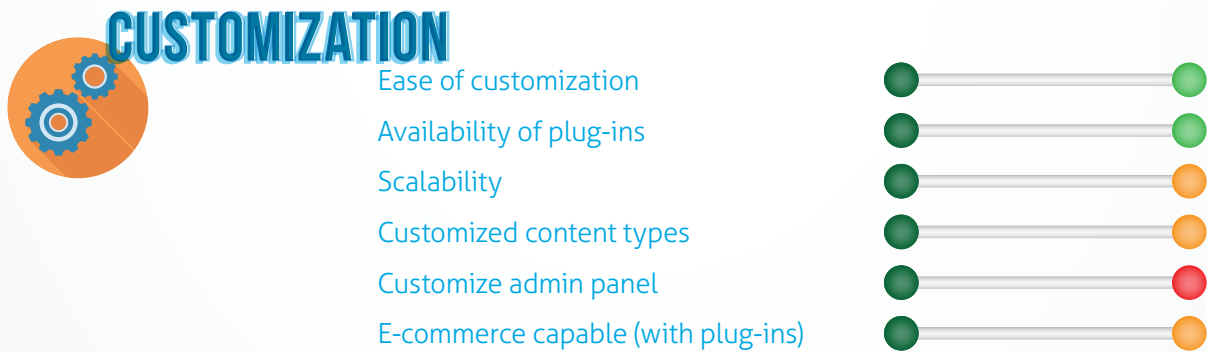 CUSTOMIZATION
Ease of customization
Availability of plug-ins
Scalability
Customized content types
Customize admin panel
E-commerce capable (with plug-ins)